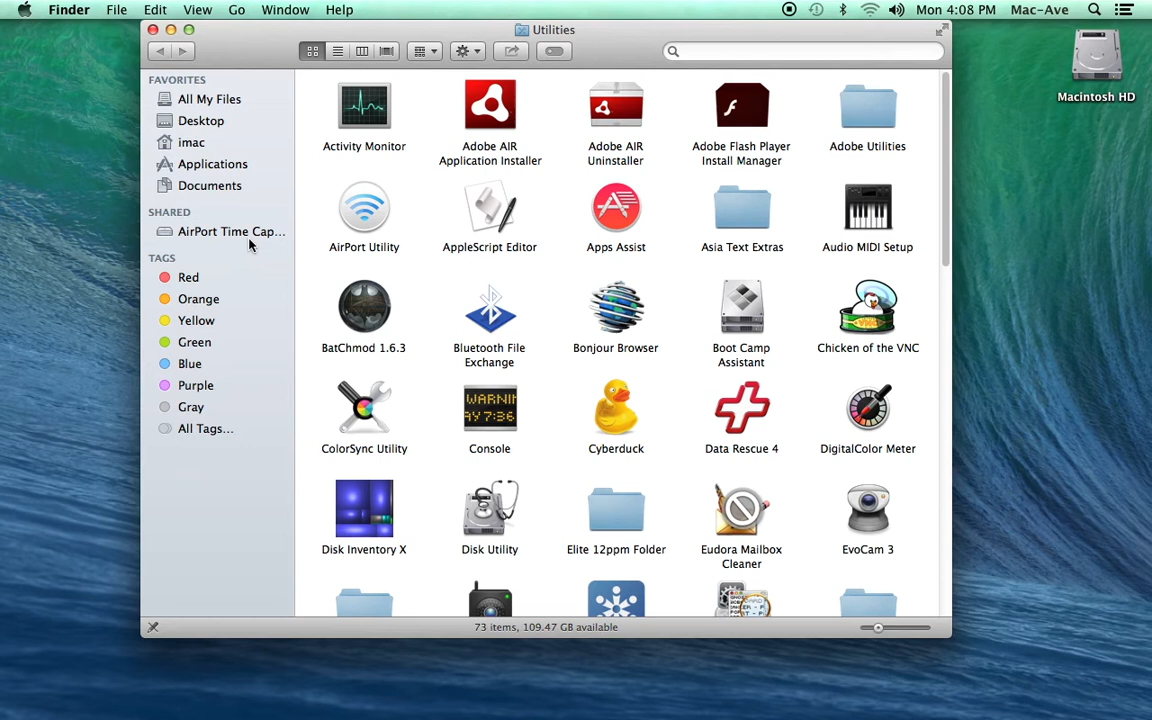 Finder File Edit View Go Window Help Mon 4:08 PM Mac-Ave
Utilities
FAVORITES
All My Files
Desktop
imac
Applications
Documents
SHARED
AirPort Time Cap...
TAGS
Red
Orange
Yellow
Green
Blue
Purple
Gray
All Tags...
Activity Monitor
Adobe AIR
Application Installer
Adobe AIR
Uninstaller
Adobe Flash Player
Install Manager
Adobe Utilities
AirPort Utility
AppleScript Editor
Apps Assist
Asia Text Extras
Audio MIDI Setup
BatChmod 1.6.3
Bluetooth File
Exchange
Bonjour Browser
Boot Camp
Assistant
Chicken of the VNC
WARNIN
AY 7:36
ColorSync Utility
Console
Cyberduck
Data Rescue 4
DigitalColor Meter
Disk Inventory X
Disk Utility
Elite 12ppm Folder
Eudora Mailbox
Cleaner
EvoCam 3
73 items, 109.47 GB available
Macintosh HD